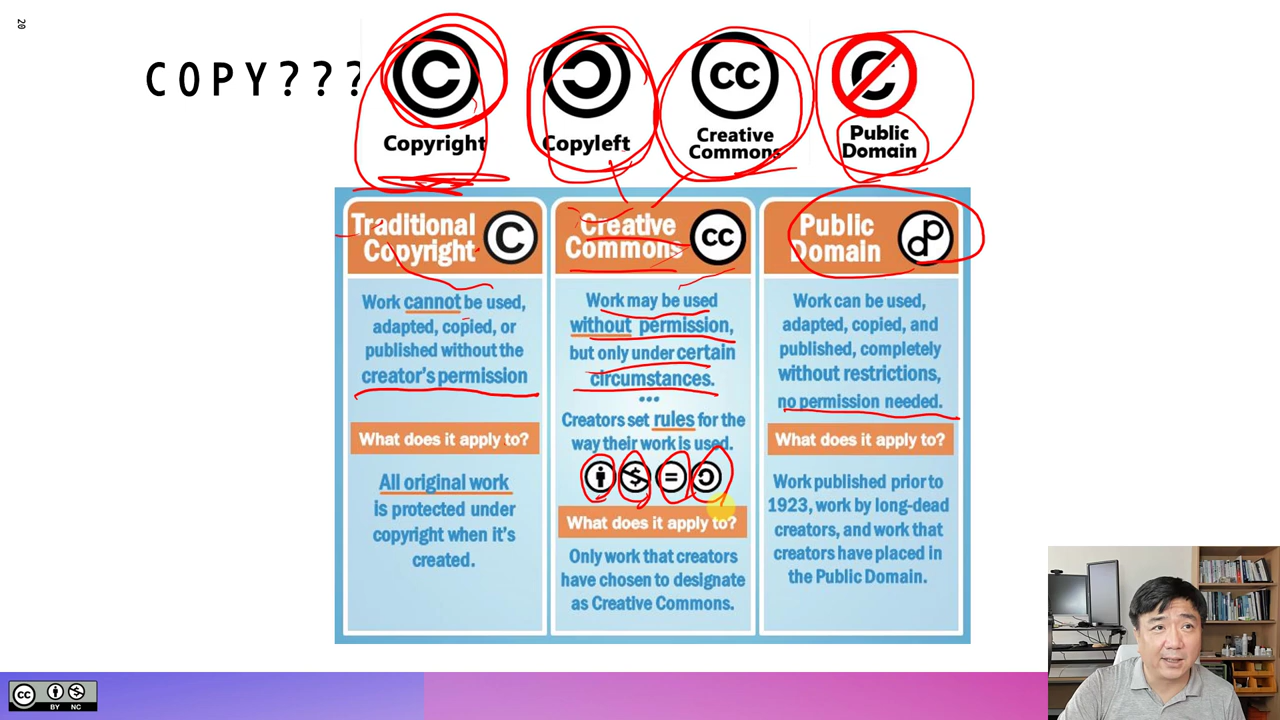 20
COPY???
Copyright
Copyleft
CC
Creative
Commons
Public
Domain
Traditional
Copyright
Work cannot be used,
adapted, copied, or
published without the
creator's permission
What does it apply to?
All original work
is protected under
copyright when it's
created.
Creative
Commons
CC
Work may be used
without permission,
but only under certain
circumstances.
•••
Creators set rules for the
way their work is used.
What does it apply to?
Only work that creators
have chosen to designate
as Creative Commons.
Public
Domain
Work can be used,
adapted, copied, and
published, completely
without restrictions,
no permission needed.
What does it apply to?
Work published prior to
1923, work by long-dead
creators, and work that
creators have placed in
the Public Domain.
CC
BY NC